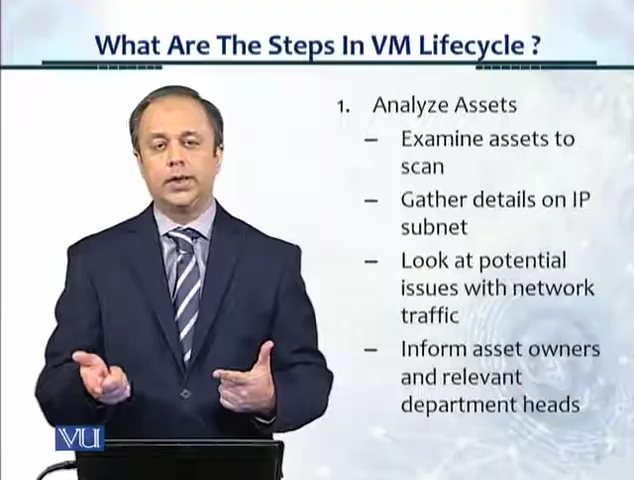 What Are The Steps In VM Lifecycle ?
1. Analyze Assets
– Examine assets to
scan
– Gather details on IP
subnet
– Look at potential
issues with network
traffic
– Inform asset owners
and relevant
department heads
VU